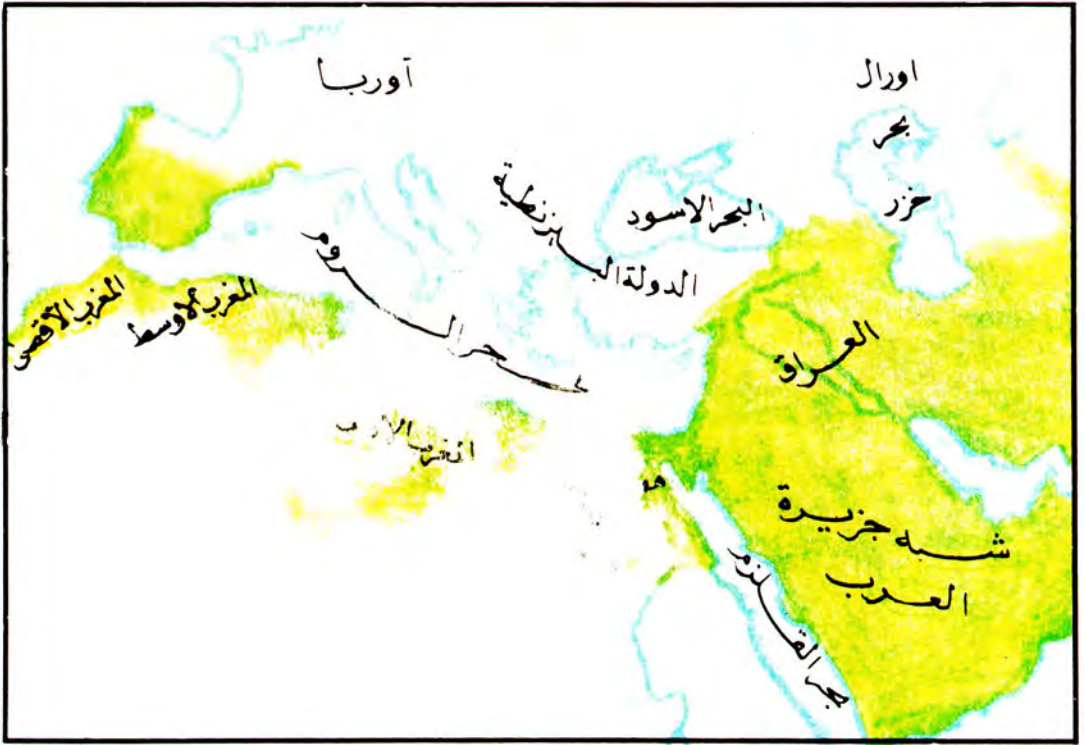 آوربا
اورال
بحر
خزر
البحر الاسود
الدولة البيزنطية
بحر الروم
المغرب الأقصى
المغرب الأوسط
المغرب
العراق
شبه جزيرة
العرب
بحر القلزم